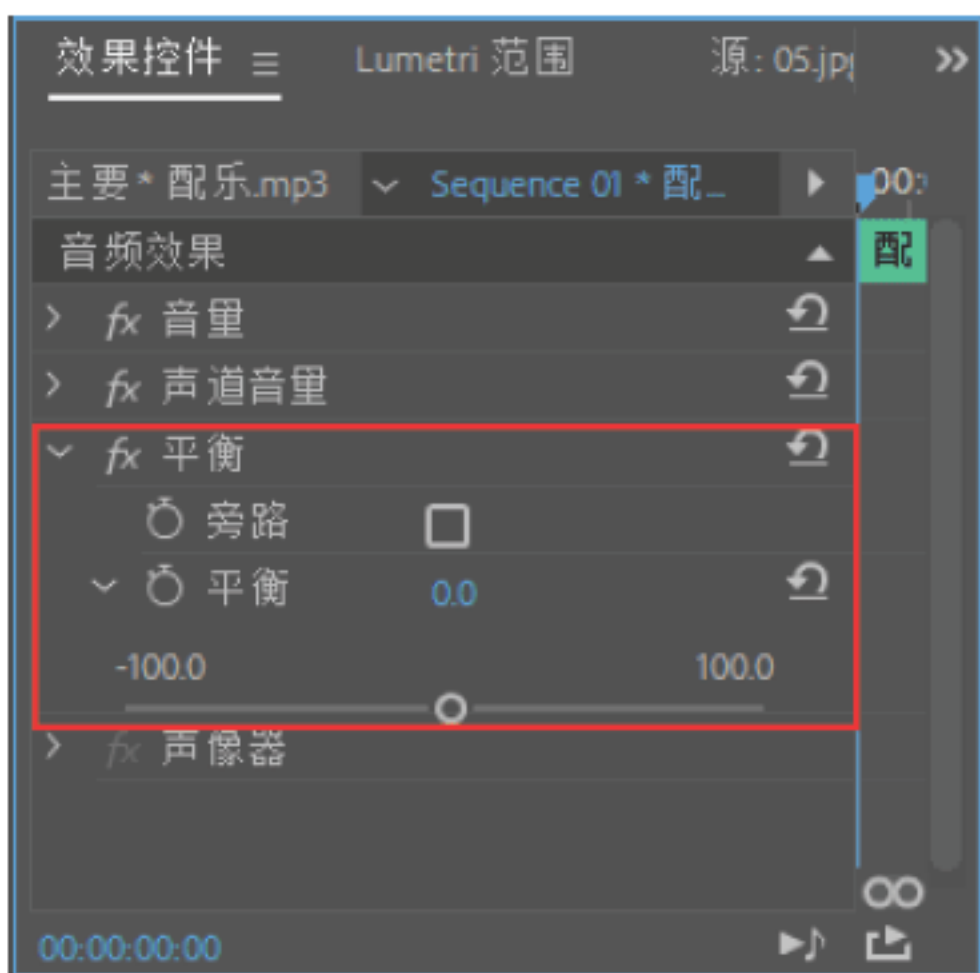 效果控件 Lumetri 范围 源: 05.jp
主要* 配乐.mp3 Sequence 01 * 配... 00:
音频效果 配
fx 音量
fx 声道音量
fx 平衡
旁路
平衡 0.0
-100.0 100.0
fx 声像器
00:00:00:00